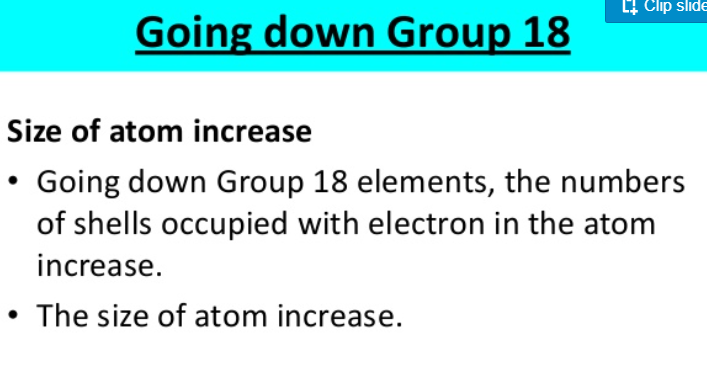 Clip slide
Going down Group 18
Size of atom increase
• Going down Group 18 elements, the numbers
of shells occupied with electron in the atom
increase.
• The size of atom increase.